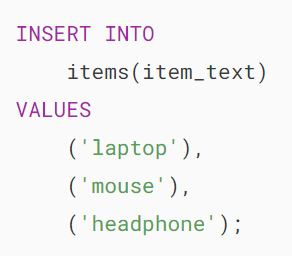 INSERT INTO
    items(item_text)
VALUES
    ('laptop'),
    ('mouse'),
    ('headphone');